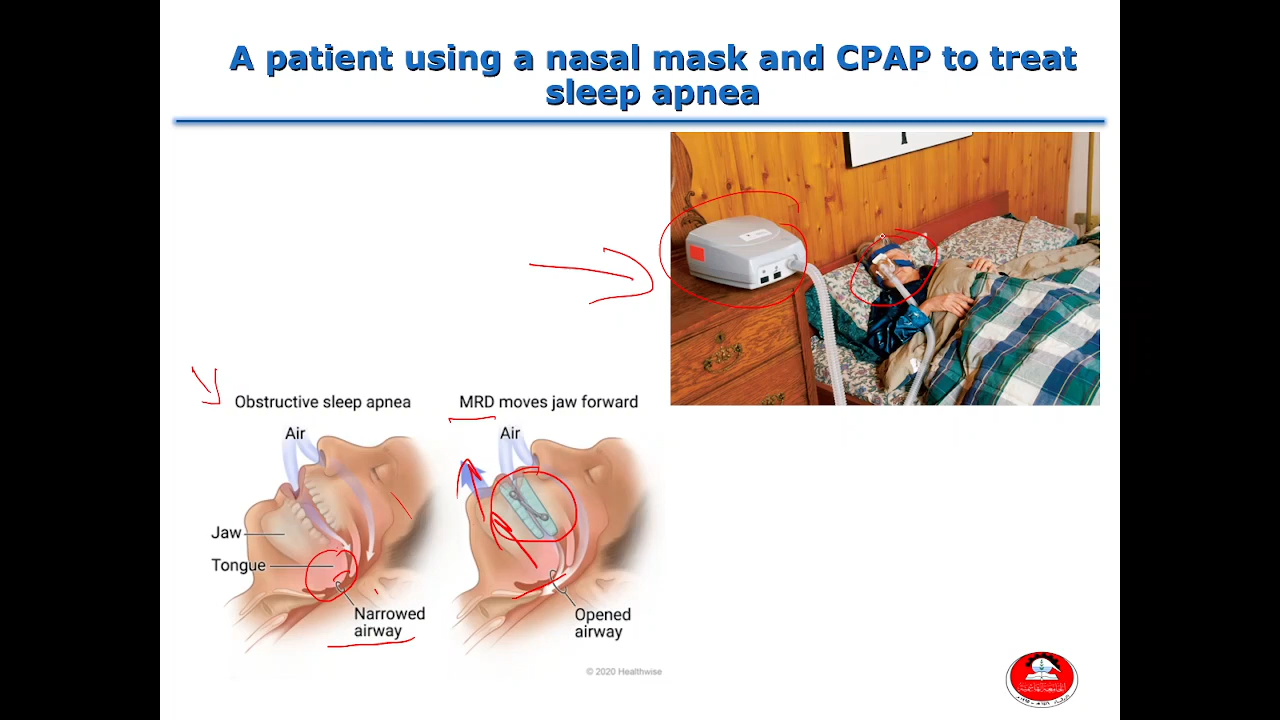 A patient using a nasal mask and CPAP to treat
sleep apnea
Obstructive sleep apnea
Air
Jaw
Tongue
Narrowed
airway
MRD moves jaw forward
Air
Opened
airway
© 2020 Healthwise